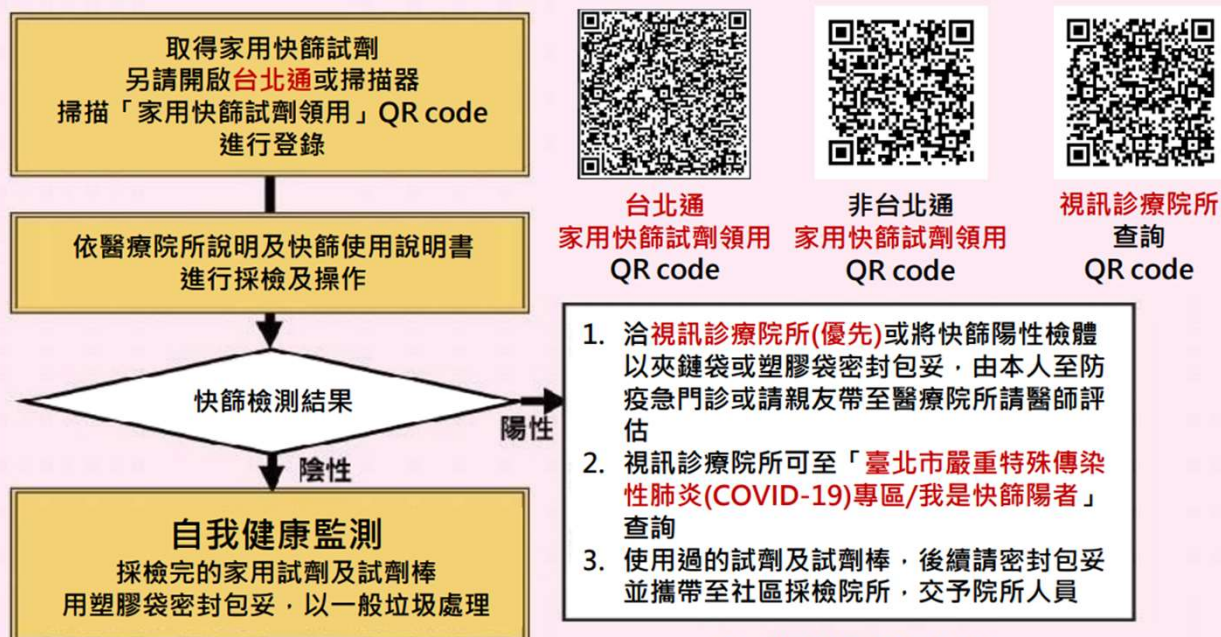 取得家用快篩試劑
另請開啟台北通或掃描器
掃描「家用快篩試劑領用」QR code
進行登錄
依醫療院所說明及快篩使用說明書
進行採檢及操作
快篩檢測結果
陽性
陰性
自我健康監測
採檢完的家用試劑及試劑棒
用塑膠袋密封包妥，以一般垃圾處理
台北通
家用快篩試劑領用
QR code
非台北通
家用快篩試劑領用
QR code
視訊診療院所
查詢
QR code
1. 洽視訊診療院所(優先)或將快篩陽性檢體
以夾鏈袋或塑膠袋密封包妥，由本人至防
疫急門診或請親友帶至醫療院所請醫師評
估
2. 視訊診療院所可至「臺北市嚴重特殊傳染
性肺炎(COVID-19)專區/我是快篩陽者」
查詢
3. 使用過的試劑及試劑棒，後續請密封包妥
並攜帶至社區採檢院所，交予院所人員